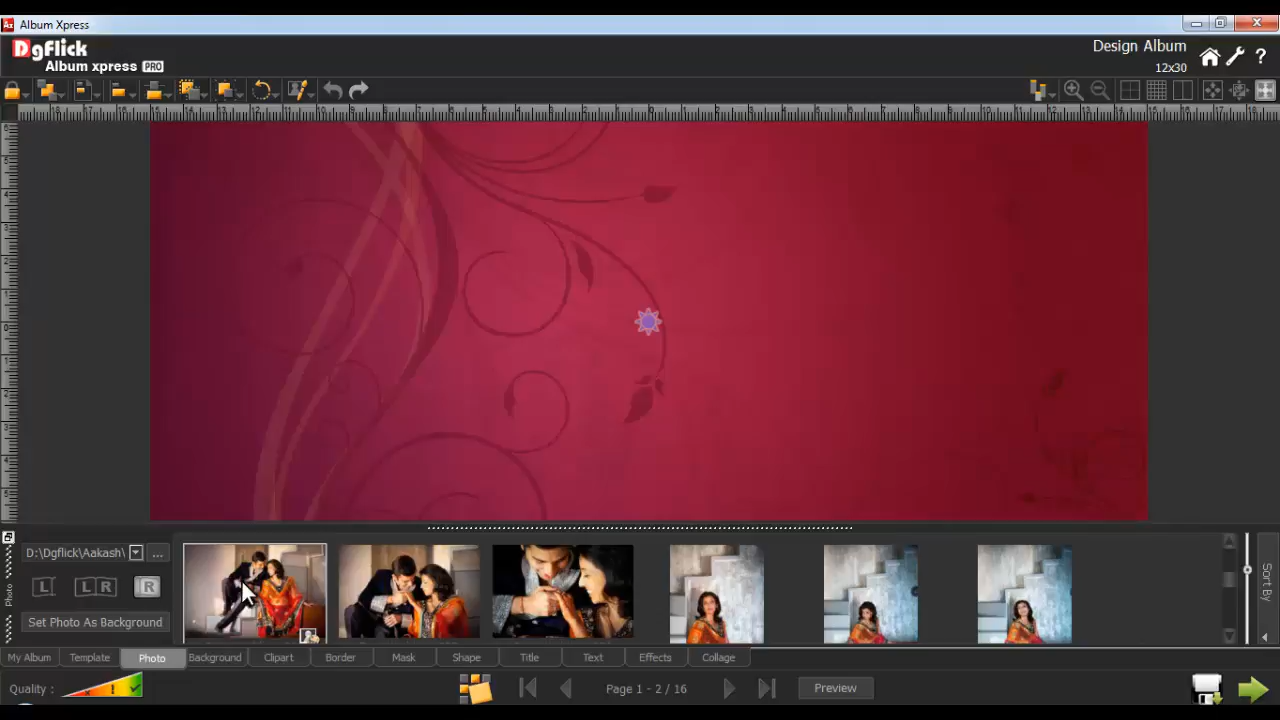 Album Xpress
DgFlick
Album xpress PRO
Design Album
12x30
D:\Dgflick\Aakash\
...
L
L R
R
Set Photo As Background
Photo
Sort By
My Album
Template
Photo
Background
Clipart
Border
Mask
Shape
Title
Text
Effects
Collage
Quality :
Page 1 - 2 / 16
Preview